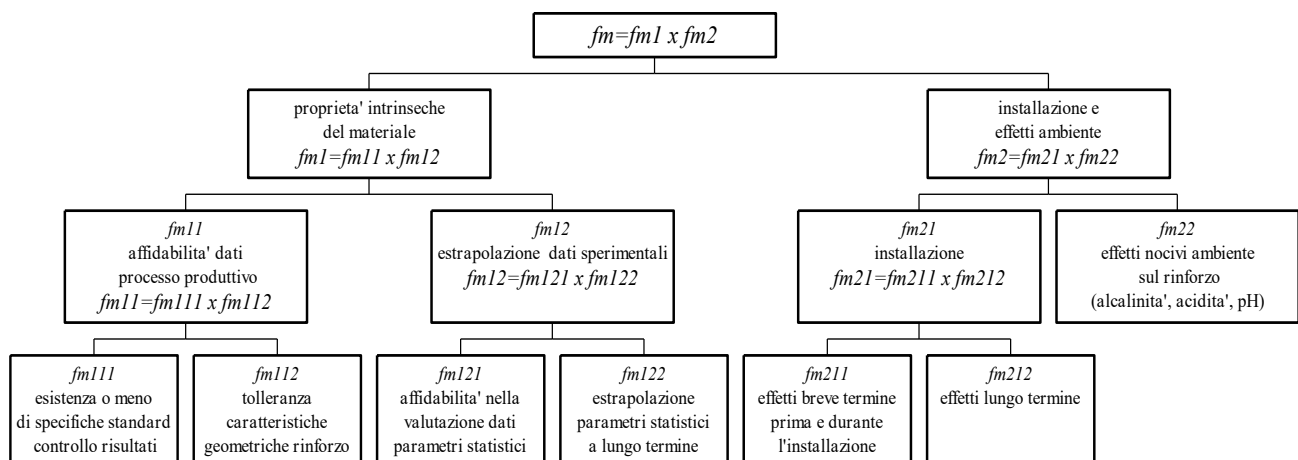 fm=fm1 x fm2
proprieta' intrinseche
del materiale
fm1=fm11 x fm12
installazione e
effetti ambiente
fm2=fm21 x fm22
fm11
affidabilita' dati
processo produttivo
fm11=fm111 x fm112
fm12
estrapolazione dati sperimentali
fm12=fm121 x fm122
fm21
installazione
fm21=fm211 x fm212
fm22
effetti nocivi ambiente
sul rinforzo
(alcalinita', acidita', pH)
fm111
esistenza o meno
di specifiche standard
controllo risultati
fm112
tolleranza
caratteristiche
geometriche rinforzo
fm121
affidabilita' nella
valutazione dati
parametri statistici
fm122
estrapolazione
parametri statistici
a lungo termine
fm211
effetti breve termine
prima e durante
l'installazione
fm212
effetti lungo termine